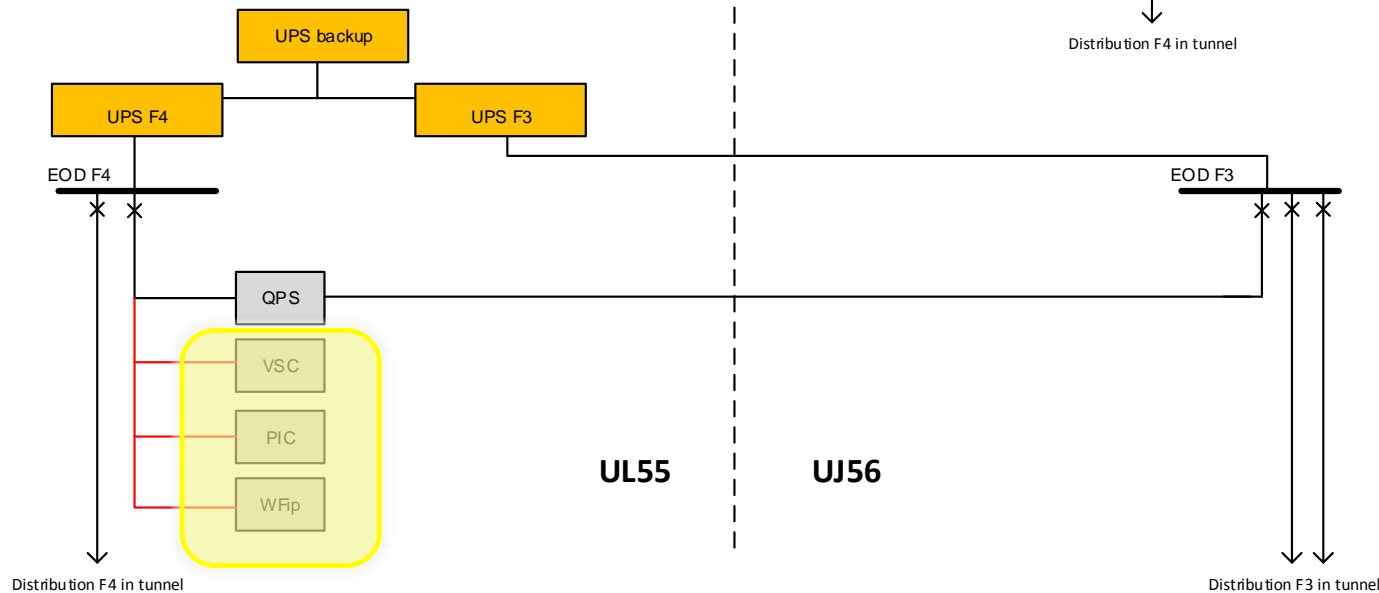 Distribution F4 in tunnel
UPS backup
UPS F4
UPS F3
EOD F4
EOD F3
QPS
VSC
PIC
WFip
UL55
UJ56
Distribution F4 in tunnel
Distribution F3 in tunnel